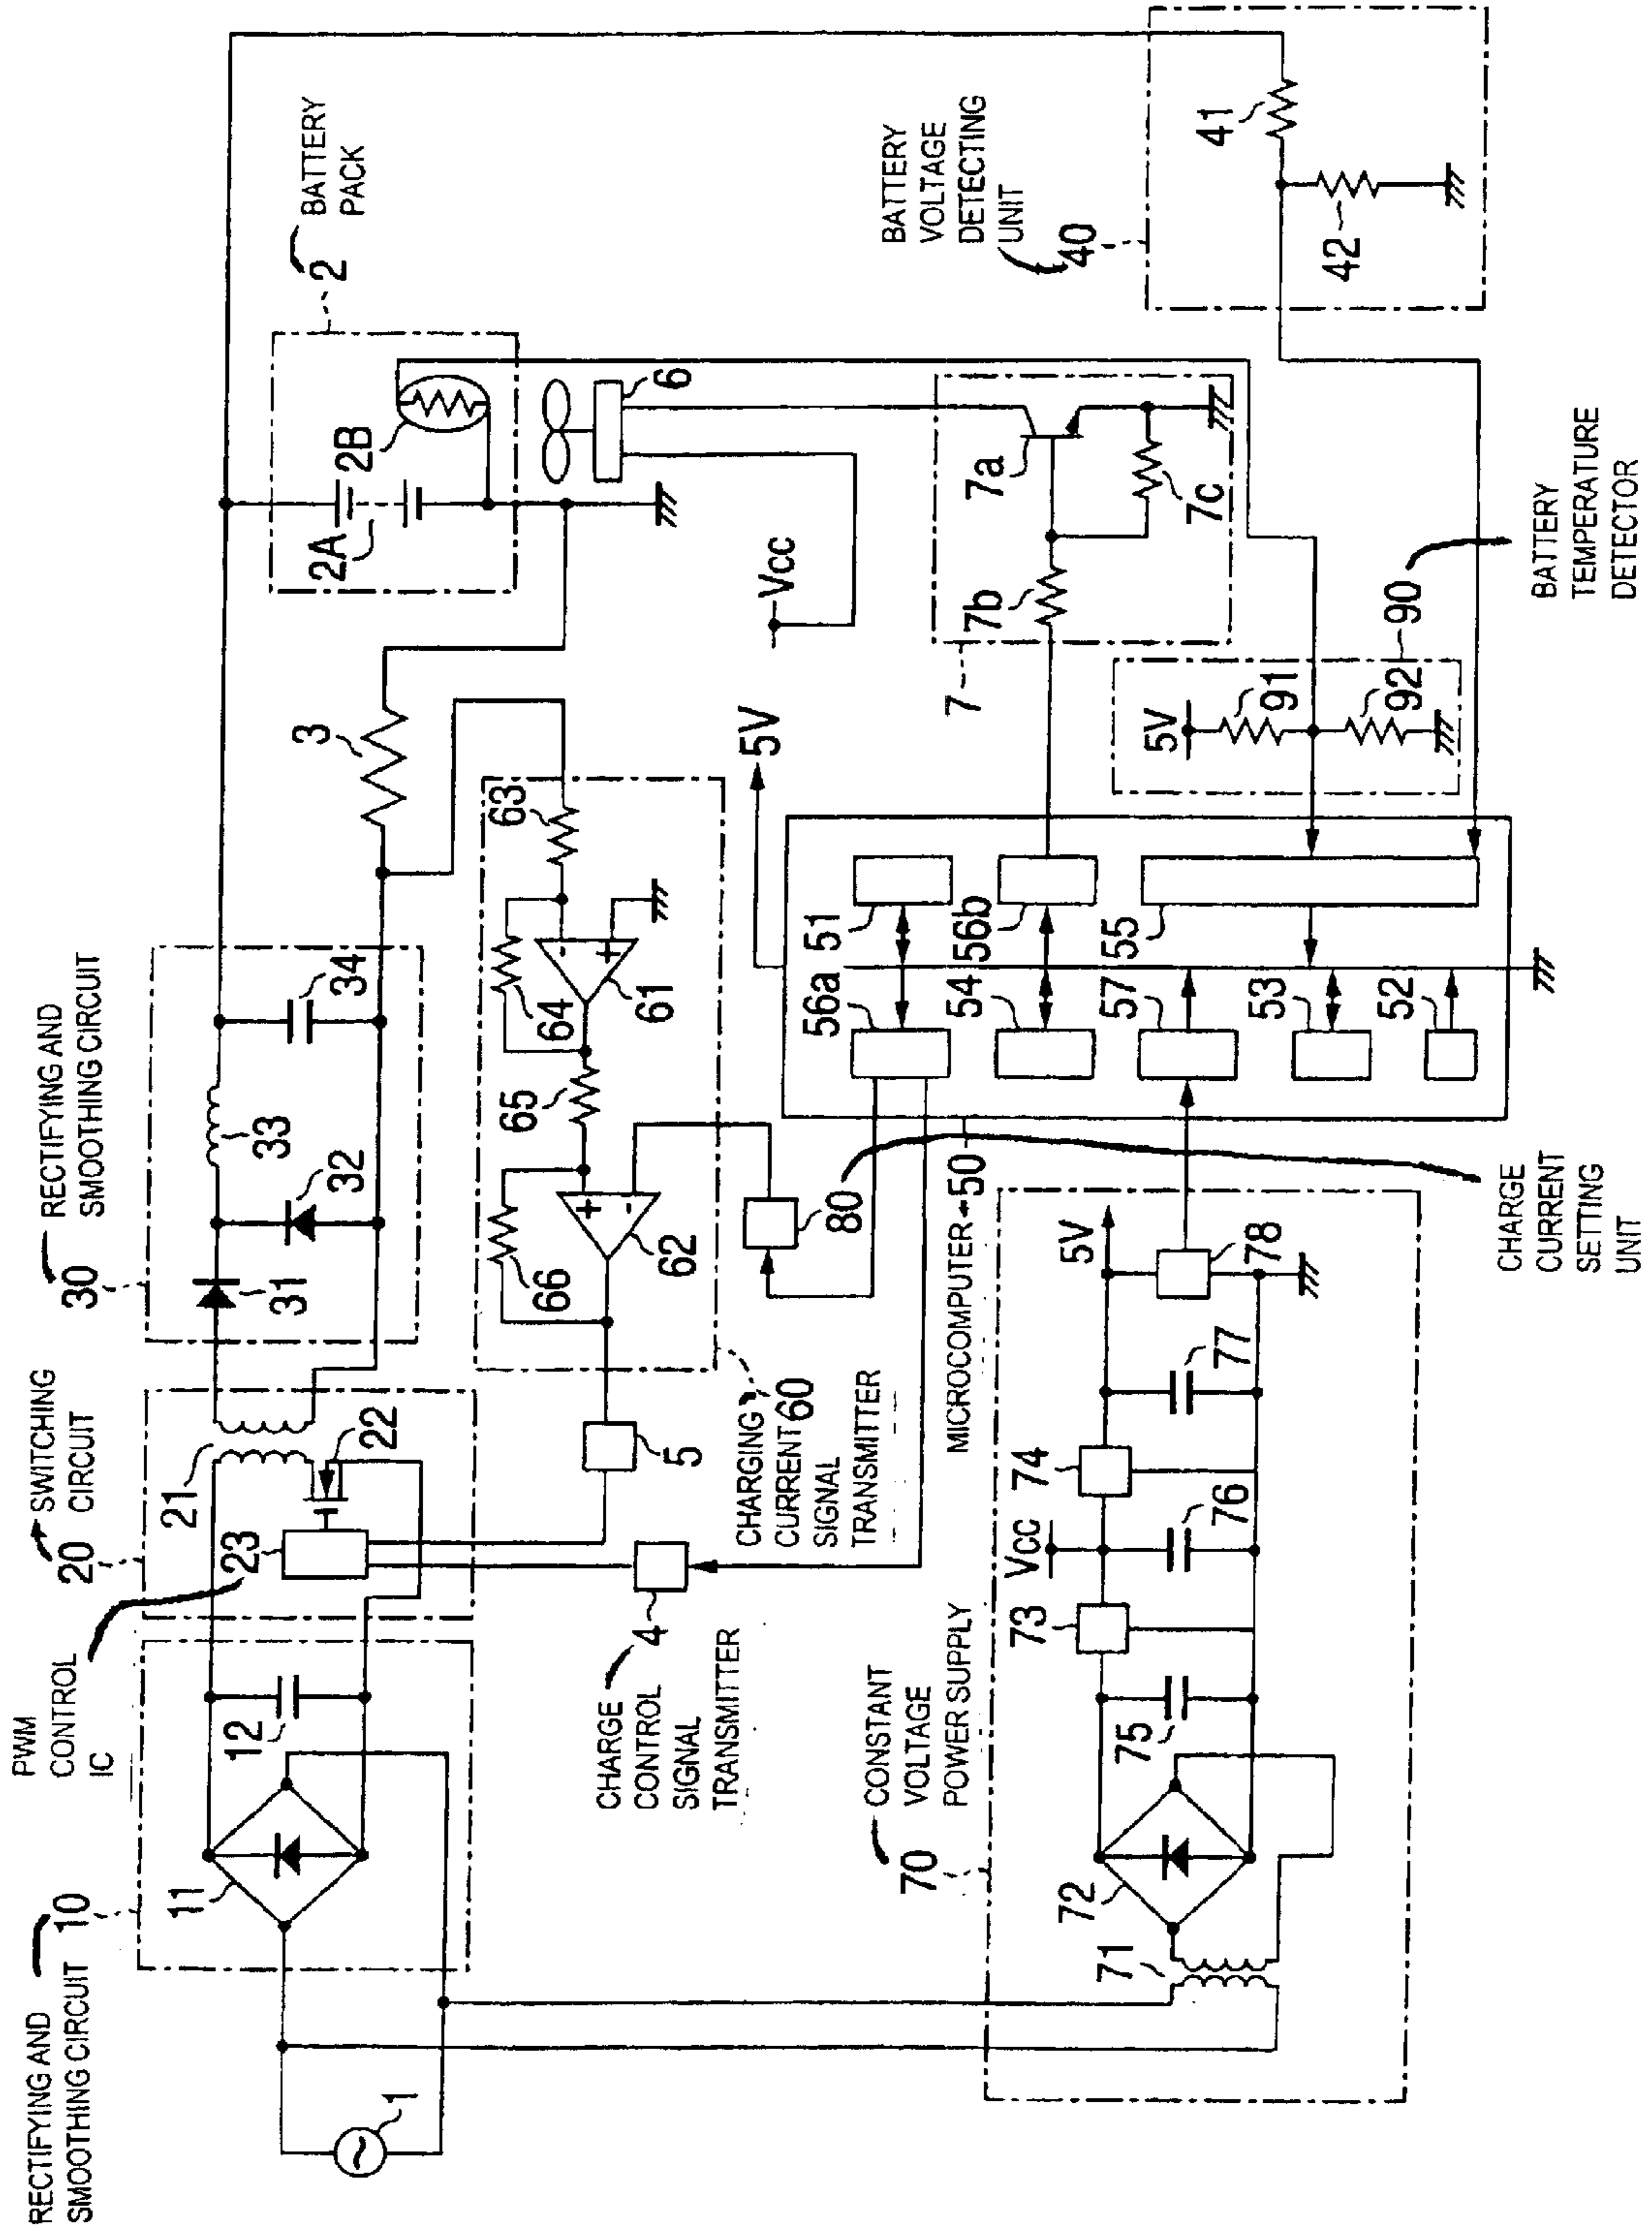 RECTIFYING AND
SMOOTHING CIRCUIT
10
11
12
1
PWM
CONTROL
IC
20
SWITCHING
CIRCUIT
21
22
23
30
RECTIFYING AND
SMOOTHING CIRCUIT
31
32
33
34
3
2
BATTERY
PACK
2A
2B
6
Vcc
CHARGE
CONTROL
SIGNAL
TRANSMITTER
4
5
CHARGING
CURRENT
SIGNAL
TRANSMITTER
60
61
62
63
64
65
66
-
+
+
-
80
CHARGE
CURRENT
SETTING
UNIT
MICROCOMPUTER
50
5V
51
52
53
54
55
56a
56b
57
7
7a
7b
7c
BATTERY
VOLTAGE
DETECTING
UNIT
40
41
42
5V
91
92
90
BATTERY
TEMPERATURE
DETECTOR
70
CONSTANT
VOLTAGE
POWER SUPPLY
71
72
73
74
75
76
77
78
Vcc
5V